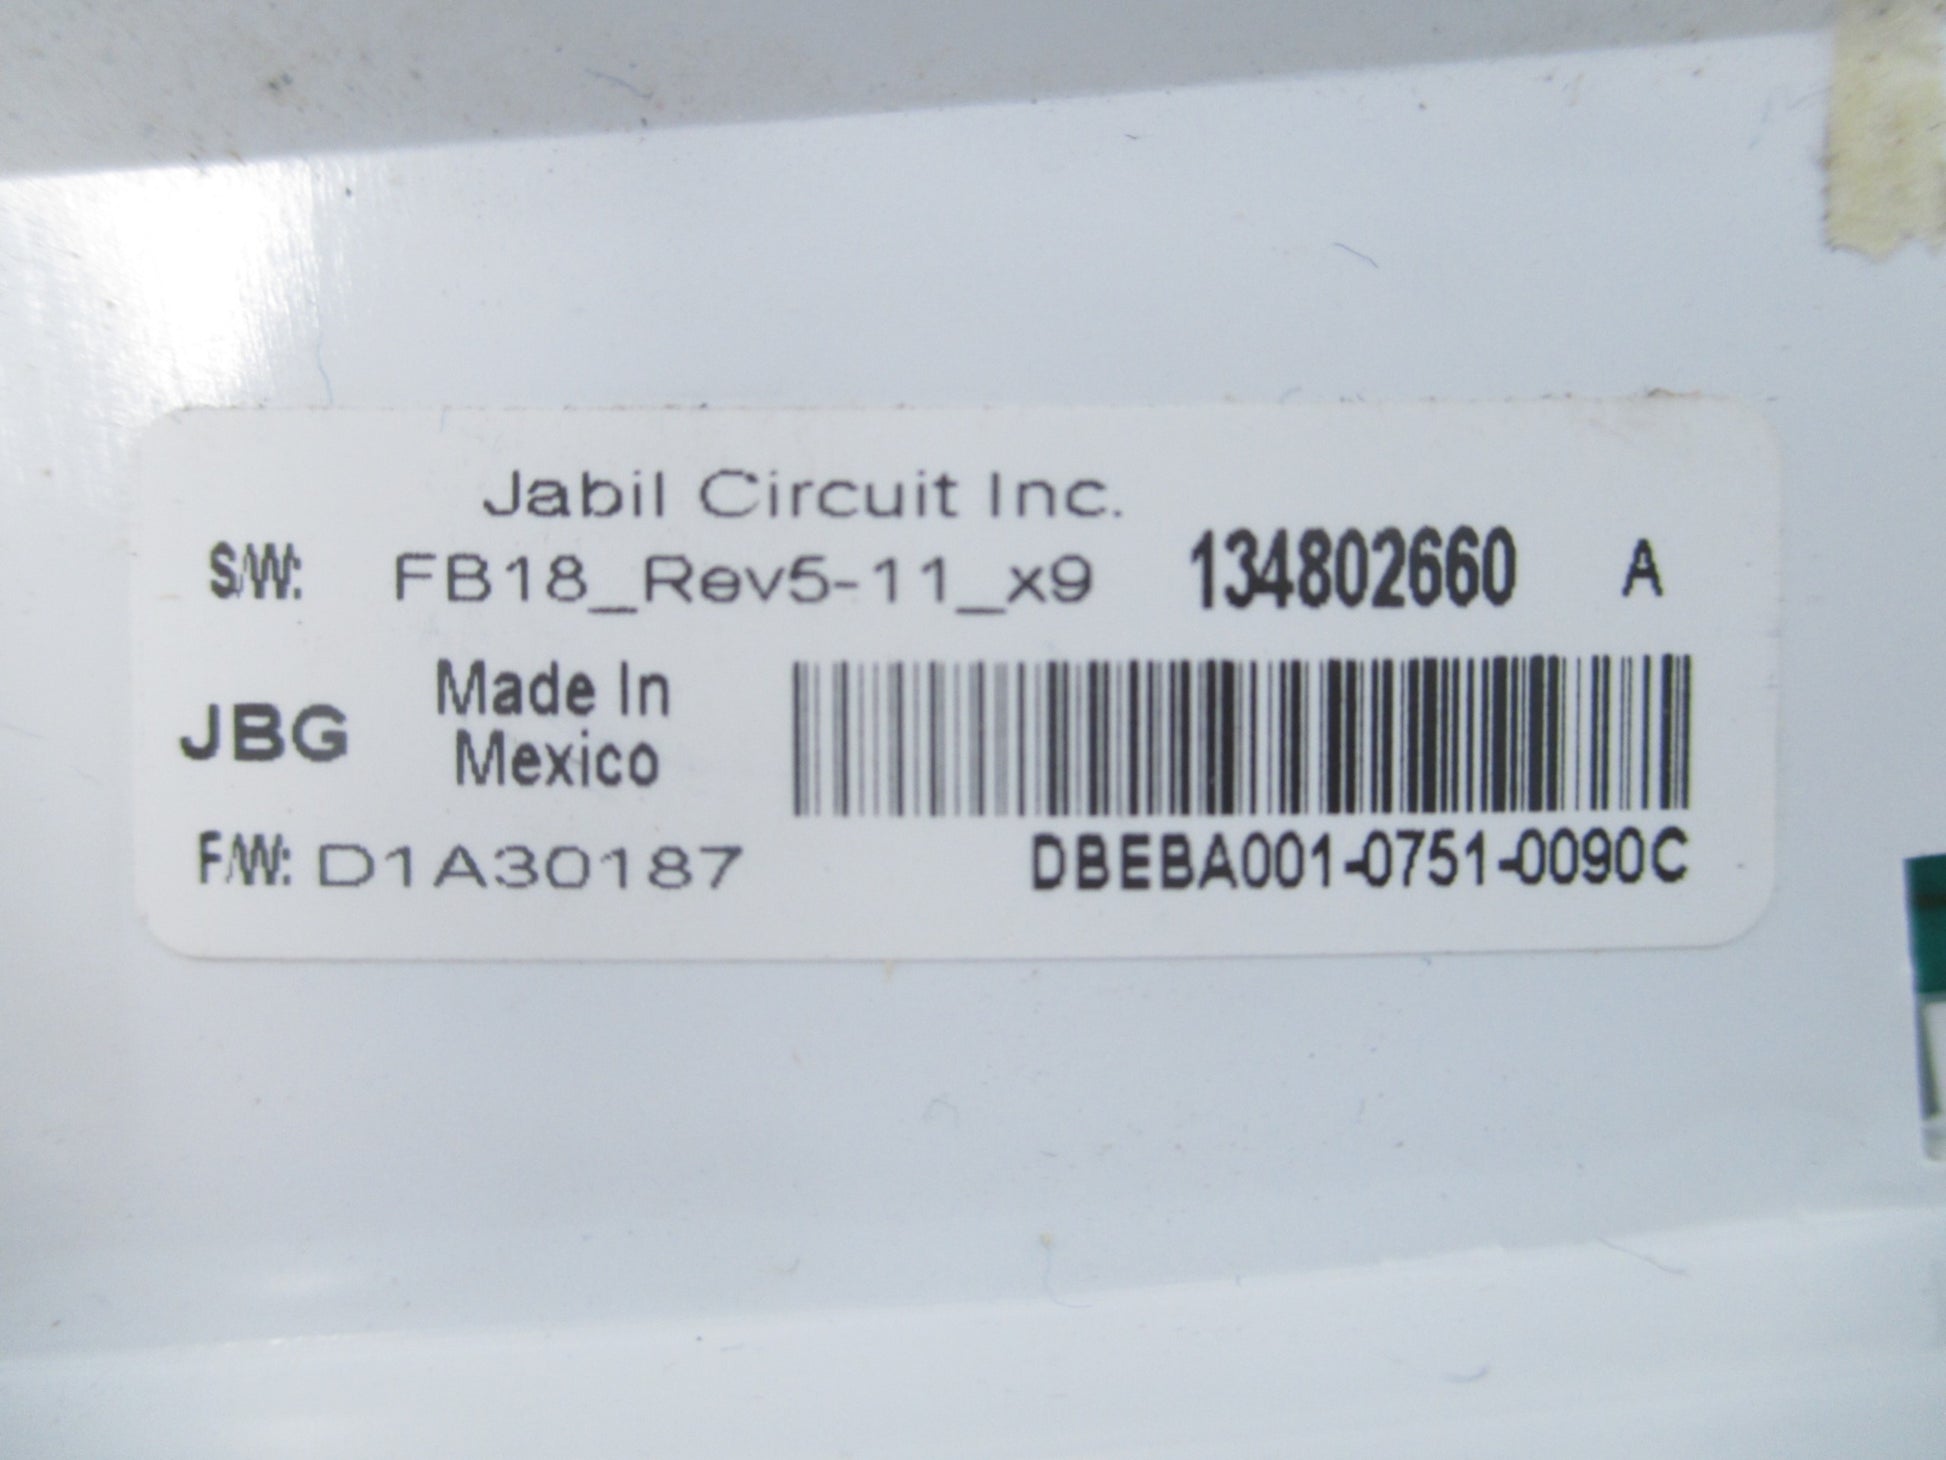 Jabil Circuit Inc.
S/W: FB18_Rev5-11_x9 134802660 A
JBG Made In
Mexico
F/W: D1A30187 DBEBA001-0751-0090C